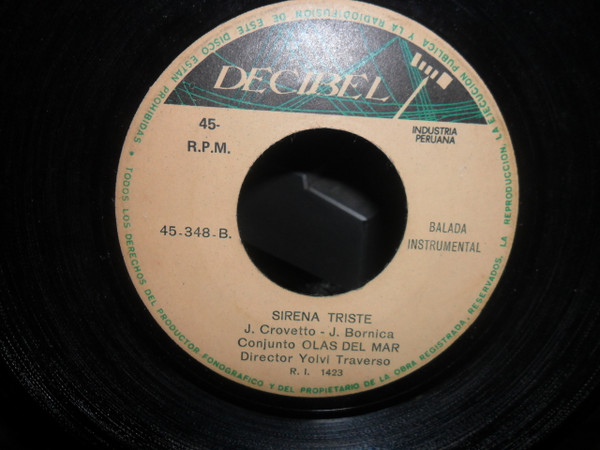 DECIBEL
INDUSTRIA
PERUANA
45-
R.P.M.
45-348-B.
BALADA
INSTRUMENTAL
SIRENA TRISTE
J. Crovetto - J. Bornica
Conjunto OLAS DEL MAR
Director Yolvi Traverso
R. I. 1423
* TODOS LOS DERECHOS DEL PRODUCTOR FONOGRAFICO Y DEL PROPIETARIO DE LA OBRA REGISTRADA, RESERVADOS, LA REPRODUCCION, LA EJECUCION PUBLICA Y LA RADIOFUSION DE ESTE DISCO ESTAN PROHIBIDAS